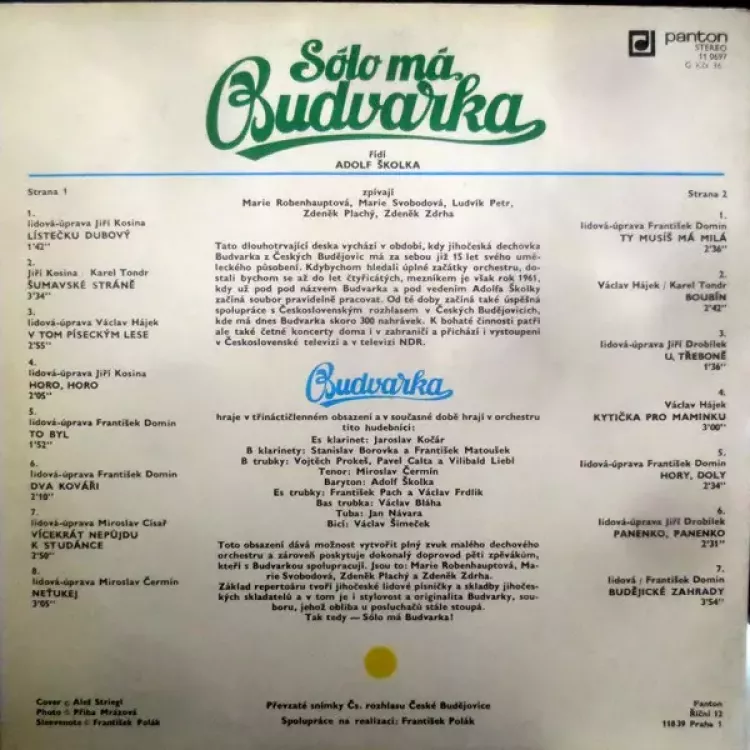 Sólo má
Budvarka
panton
STEREO
11 0697
řídí
ADOLF ŠKOLKA
Strana 1
1.
lidová-úprava Jiří Kosina
LÍSTEČKU DUBOVÝ
1'42"
2.
Jiří Kosina / Karel Tondr
ŠUMAVSKÉ STRÁNĚ
3'34"
3.
lidová-úprava Václav Hájek
V TOM PÍSECKÝM LESE
2'55"
4.
lidová-úprava Jiří Kosina
HORO, HORO
2'05"
5.
lidová-úprava František Domin
TO BYL
1'52"
6.
lidová-úprava František Domin
DVA KOVÁŘI
2'10"
7.
lidová-úprava Miroslav Císař
VÍCEKRÁT NEPŮJDU
K STUDÁNCE
2'50"
8.
lidová-úprava Miroslav Čermín
NEŤUKEJ
3'05"
zpívají
Marie Robenhauptová, Marie Svobodová, Ludvík Petr,
Zdeněk Plachý, Zdeněk Zdrha
Tato dlouhotrvající deska vychází v období, kdy jihočeská dechovka
Budvarka z Českých Budějovic má za sebou již 15 let svého umě-
leckého působení. Kdybychom hledali úplné začátky orchestru, do-
stali bychom se až do let čtyřicátých, mezníkem je však rok 1961,
kdy už pod pod názvem Budvarka a pod vedením Adolfa Školky
začíná soubor pravidelně pracovat. Od té doby začíná také úspěšná
spolupráce s Československým rozhlasem v Českých Budějovicích,
kde má dnes Budvarka skoro 300 nahrávek. K bohaté činnosti patří
ale také četné koncerty doma i v zahraničí a přichází i vystoupení
v Československé televizi a v televizi NDR.
Budvarka
hraje v třináctičlenném obsazení a v současné době hrají v orchestru
tito hudebníci:
Es klarinet: Jaroslav Kočár
B klarinety: Stanislav Borovka a František Matoušek
B trubky: Vojtěch Prokeš, Pavel Calta a Vilibald Liebl
Tenor: Miroslav Čermín
Baryton: Adolf Školka
Es trubky: František Pach a Václav Frdlík
Bas trubka: Václav Bláha
Tuba: Jan Návara
Bicí: Václav Šimeček
Toto obsazení dává možnost vytvořit plný zvuk malého dechového
orchestru a zároveň poskytuje dokonalý doprovod pěti zpěvákům,
kteří s Budvarkou spolupracují. Jsou to: Marie Robenhauptová, Ma-
rie Svobodová, Zdeněk Plachý a Zdeněk Zdrha.
Základ repertoáru tvoří jihočeské lidové písničky a skladby jihočes-
kých skladatelů a v tom je i stylovost a originalita Budvarky, sou-
boru, jehož obliba u posluchačů stále stoupá.
Tak tedy — Sólo má Budvarka!
Strana 2
1.
lidová-úprava František Domin
TY MUSÍŠ MÁ MILÁ
2'36"
2.
Václav Hájek / Karel Tondr
BOUBÍN
2'42"
3.
lidová-úprava Jiří Drobílek
U TŘEBONĚ
1'36"
4.
Václav Hájek
KYTIČKA PRO MAMINKU
3'00"
5.
lidová-úprava František Domin
HORY, DOLY
2'34"
6.
lidová-úprava Jiří Drobílek
PANENKO, PANENKO
2'31"
7.
lidová / František Domin
BUDĚJICKÉ ZAHRADY
3'54"
Cover © Aleš Striegl
Photo © Přiba Mrázová
Sleevenote © František Polák
Převzaté snímky Čs. rozhlasu České Budějovice
Spolupráce na realizaci: František Polák
Panton
Říční 12
118 39 Praha 1